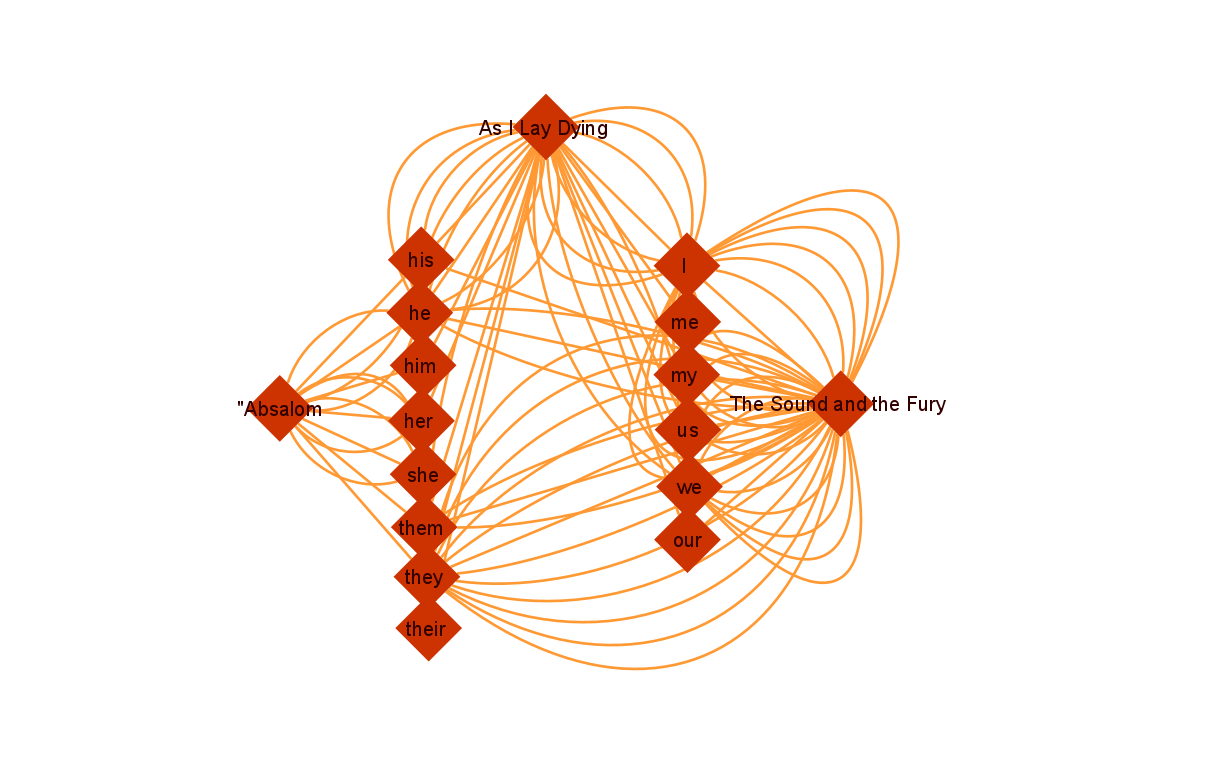 As I Lay Dying
his
he
him
her
she
them
they
their
"Absalom
I
me
my
us
we
our
The Sound and the Fury